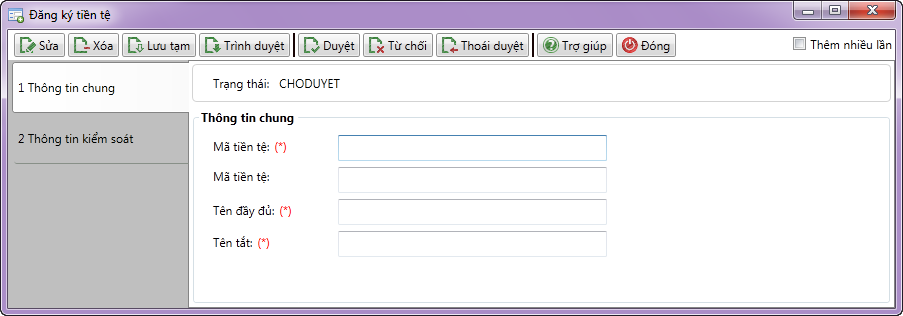 Đăng ký tiền tệ
Sửa Xóa Lưu tạm Trình duyệt Duyệt Từ chối Thoái duyệt Trợ giúp Đóng Thêm nhiều lần
1 Thông tin chung
2 Thông tin kiểm soát
Trạng thái: CHODUYET
Thông tin chung
Mã tiền tệ: (*)
Mã tiền tệ:
Tên đầy đủ: (*)
Tên tắt: (*)